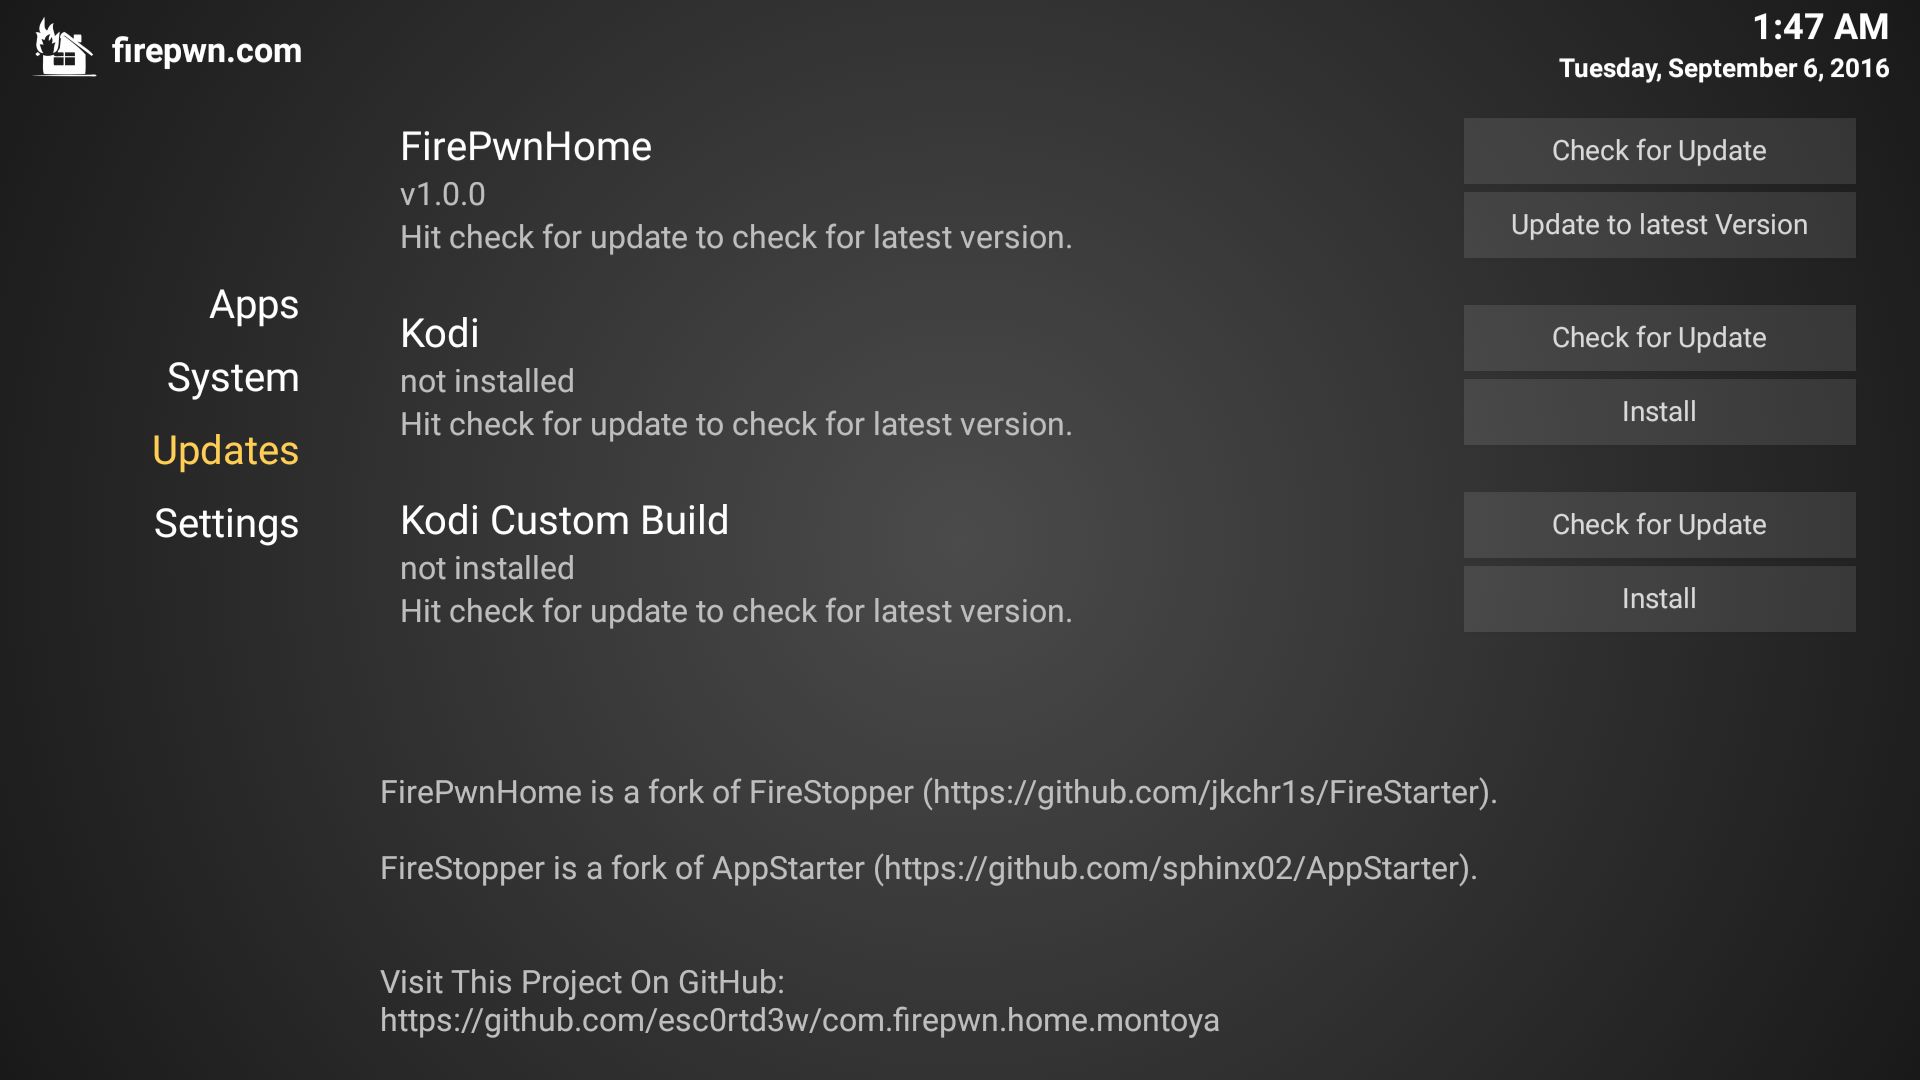 firepwn.com
1:47 AM
Tuesday, September 6, 2016
Apps
System
Updates
Settings
FirePwnHome
v1.0.0
Hit check for update to check for latest version.
Check for Update
Update to latest Version
Kodi
not installed
Hit check for update to check for latest version.
Check for Update
Install
Kodi Custom Build
not installed
Hit check for update to check for latest version.
Check for Update
Install
FirePwnHome is a fork of FireStopper (https://github.com/jkchr1s/FireStarter).
FireStopper is a fork of AppStarter (https://github.com/sphinx02/AppStarter).
Visit This Project On GitHub:
https://github.com/esc0rtd3w/com.firepwn.home.montoya